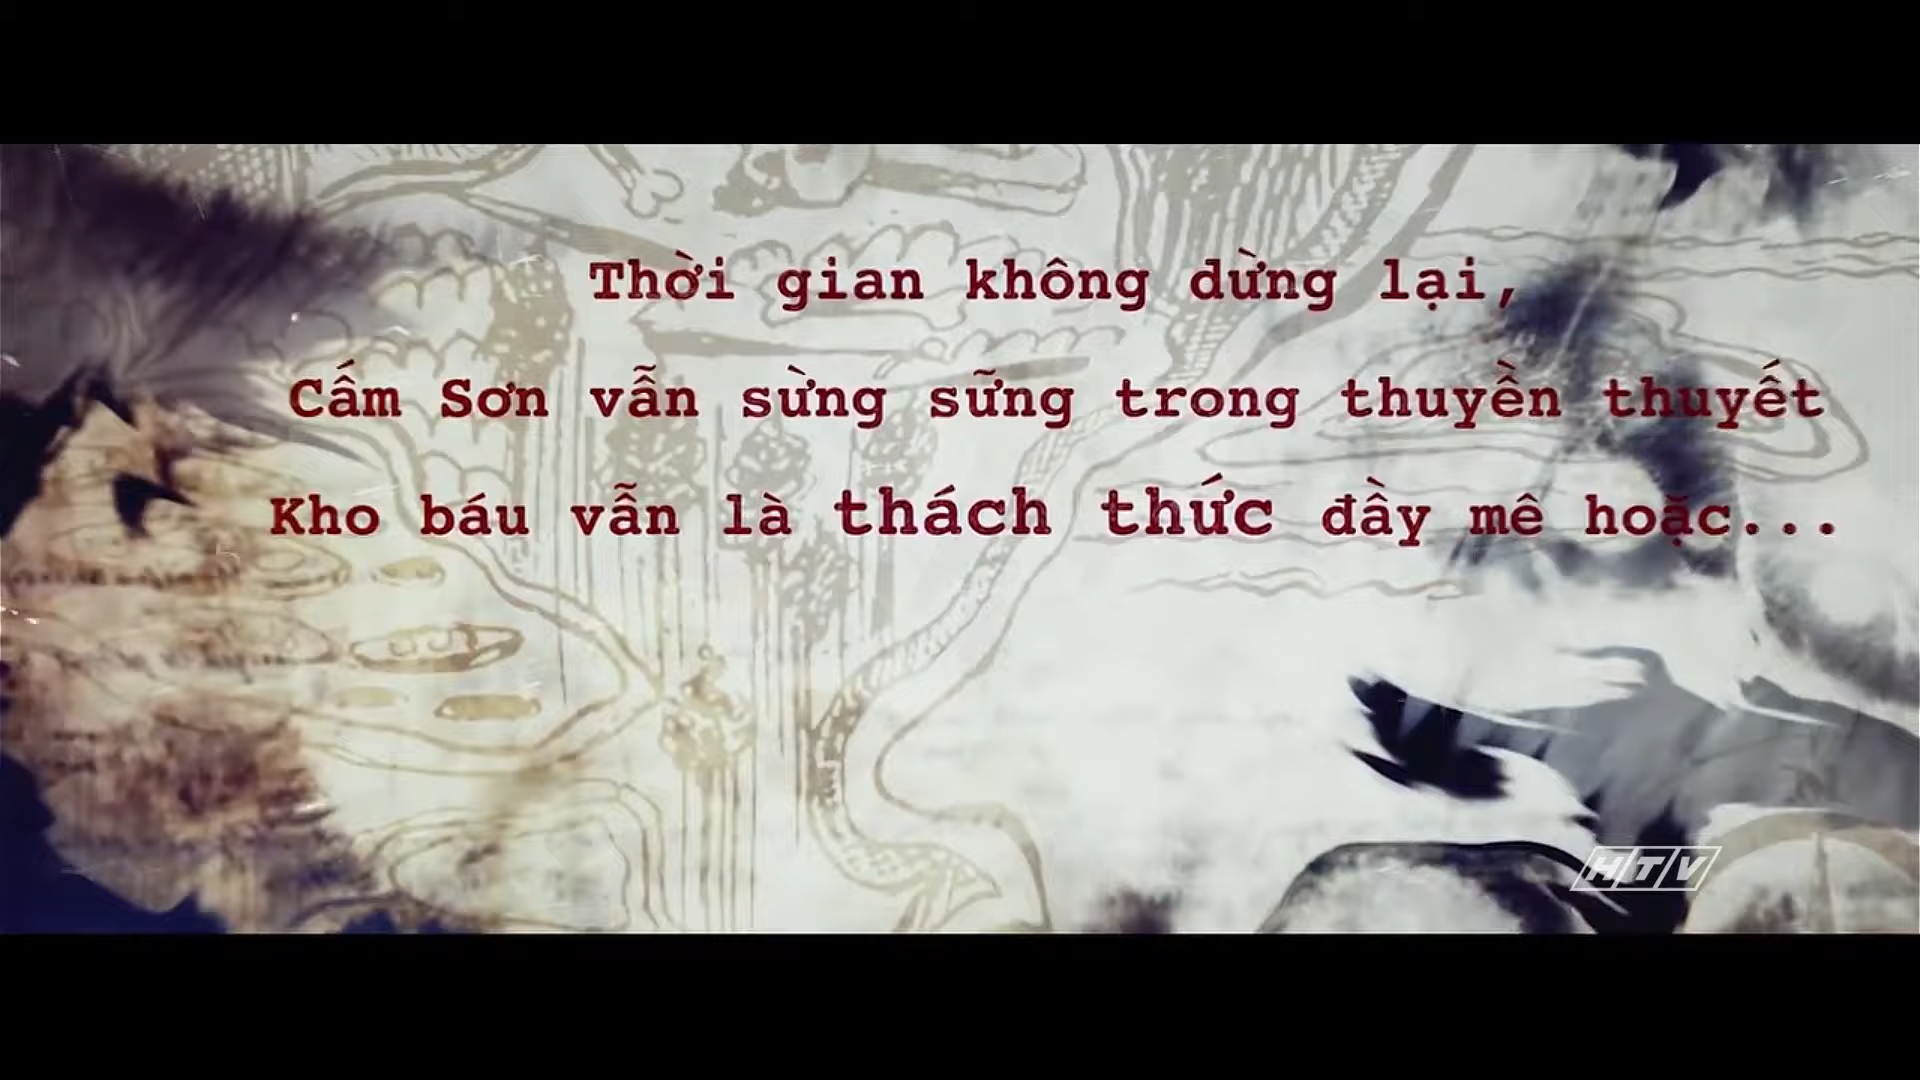 Thời gian không dừng lại,
Cấm Sơn vẫn sừng sững trong thuyền thuyết
Kho báu vẫn là thách thức đầy mê hoặc...
HTV